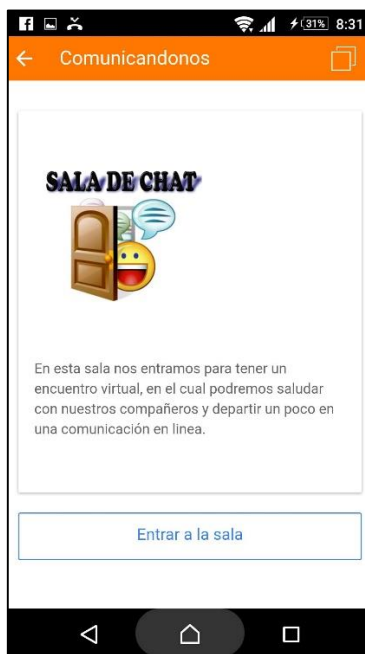 31% 8:31
Comunicandonos
SALA DE CHAT
En esta sala nos entramos para tener un
encuentro virtual, en el cual podremos saludar
con nuestros compañeros y departir un poco en
una comunicación en linea.
Entrar a la sala